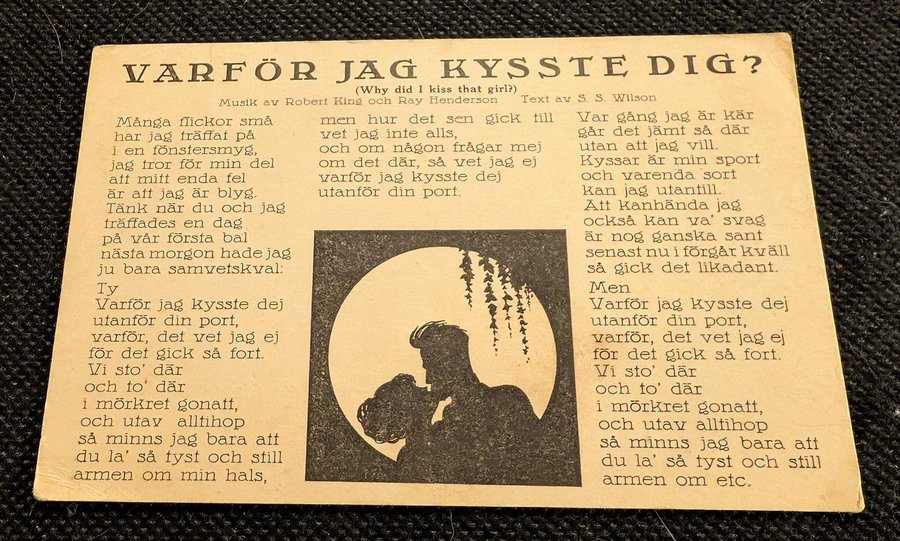 VARFÖR JAG KYSSTE DIG?
(Why did I kiss that girl?)
Musik av Robert King och Ray Henderson Text av S. S. Wilson
Många flickor små
har jag träffat på
i en fönstersmyg,
jag tror för min del
att mitt enda fel
är att jag är blyg.
Tänk när du och jag
träffades en dag
på vår första bal
nästa morgon hade jag
ju bara samvetskval:
Ty
Varför jag kysste dej
utanför din port,
varför, det vet jag ej
för det gick så fort.
Vi sto' där
och to' där
i mörkret gonatt,
och utav alltihop
så minns jag bara att
du la' så tyst och still
armen om min hals,
men hur det sen gick till
vet jag inte alls,
och om någon frågar mej
om det där, så vet jag ej
varför jag kysste dej
utanför din port.
Var gång jag är kär
går det jämt så där
utan att jag vill.
Kyssar är min sport
och varenda sort
kan jag utantill.
Att kanhända jag
också kan va' svag
är nog ganska sant
senast nu i förgår kväll
så gick det likadant.
Men
Varför jag kysste dej
utanför din port,
varför, det vet jag ej
för det gick så fort.
Vi sto' där
och to' där
i mörkret gonatt,
och utav alltihop
så minns jag bara att
du la' så tyst och still
armen om etc.